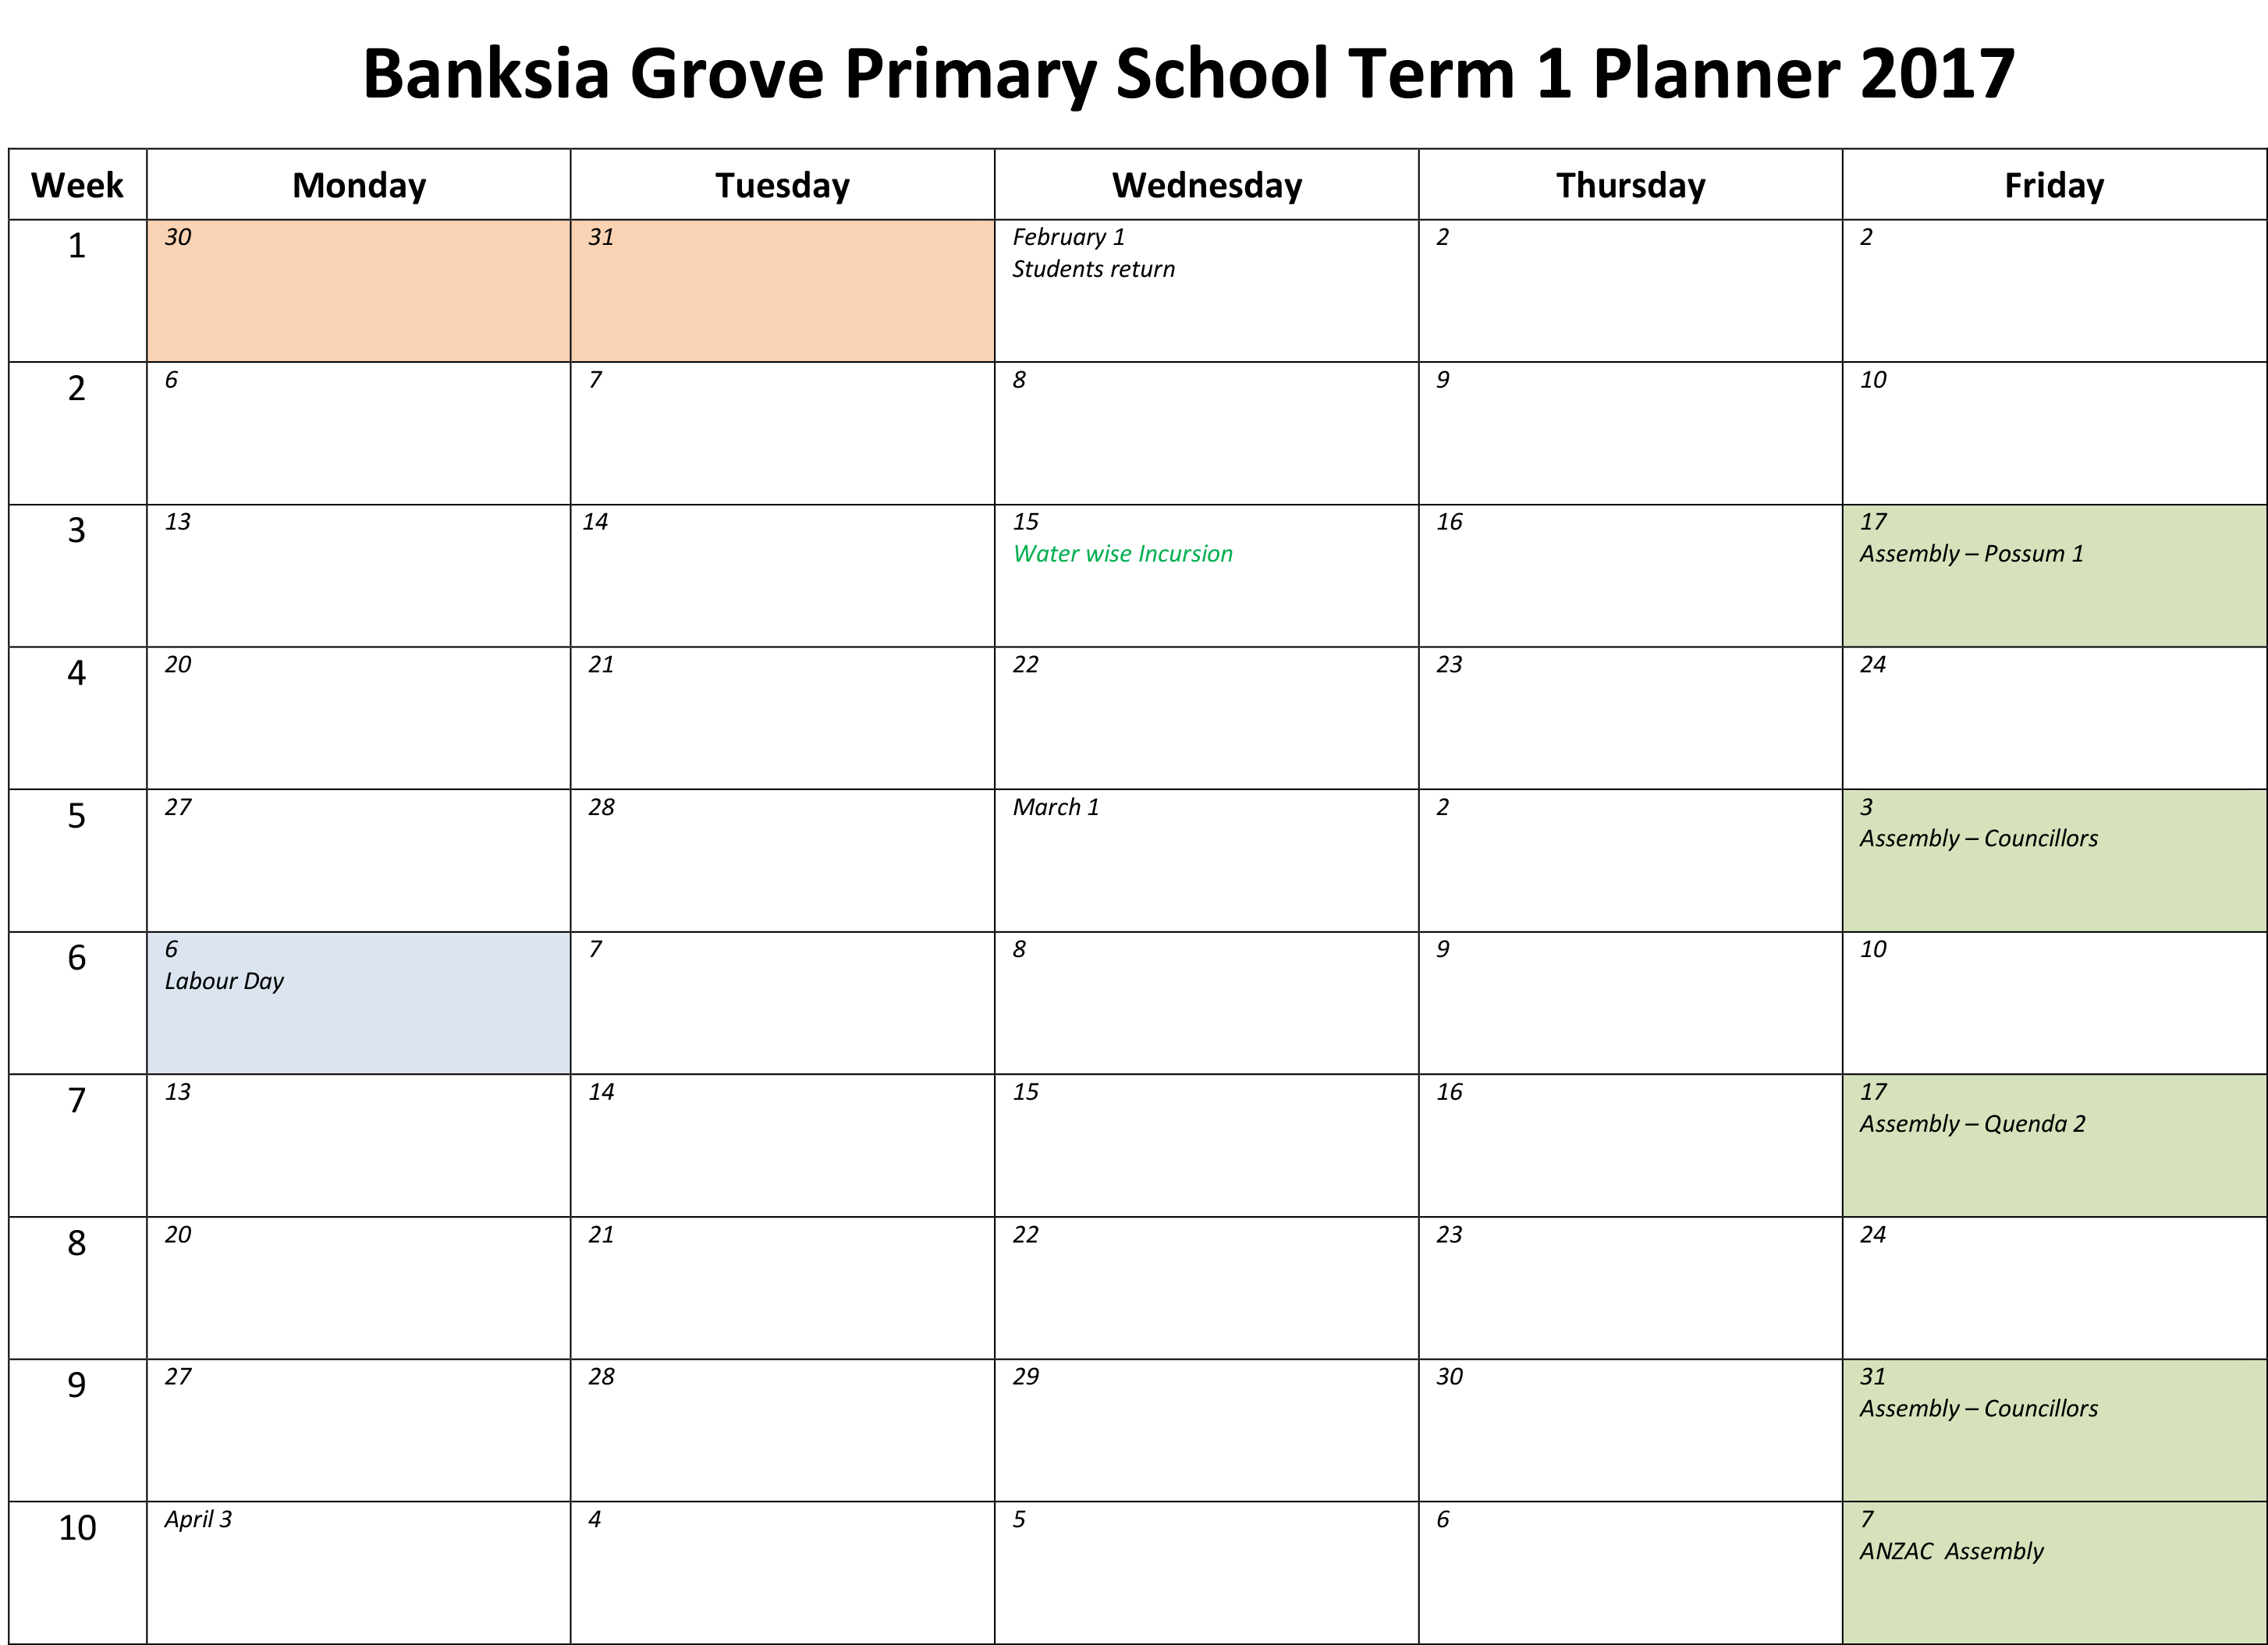 Banksia Grove Primary School Term 1 Planner 2017
Week Monday Tuesday Wednesday Thursday Friday
1 30 31 February 1 2 2
Students return
2 6 7 8 9 10
3 13 14 15 16 17
Water wise Incursion Assembly – Possum 1
4 20 21 22 23 24
5 27 28 March 1 2 3
Assembly – Councillors
6 6 7 8 9 10
Labour Day
7 13 14 15 16 17
Assembly – Quenda 2
8 20 21 22 23 24
9 27 28 29 30 31
Assembly – Councillors
10 April 3 4 5 6 7
ANZAC Assembly